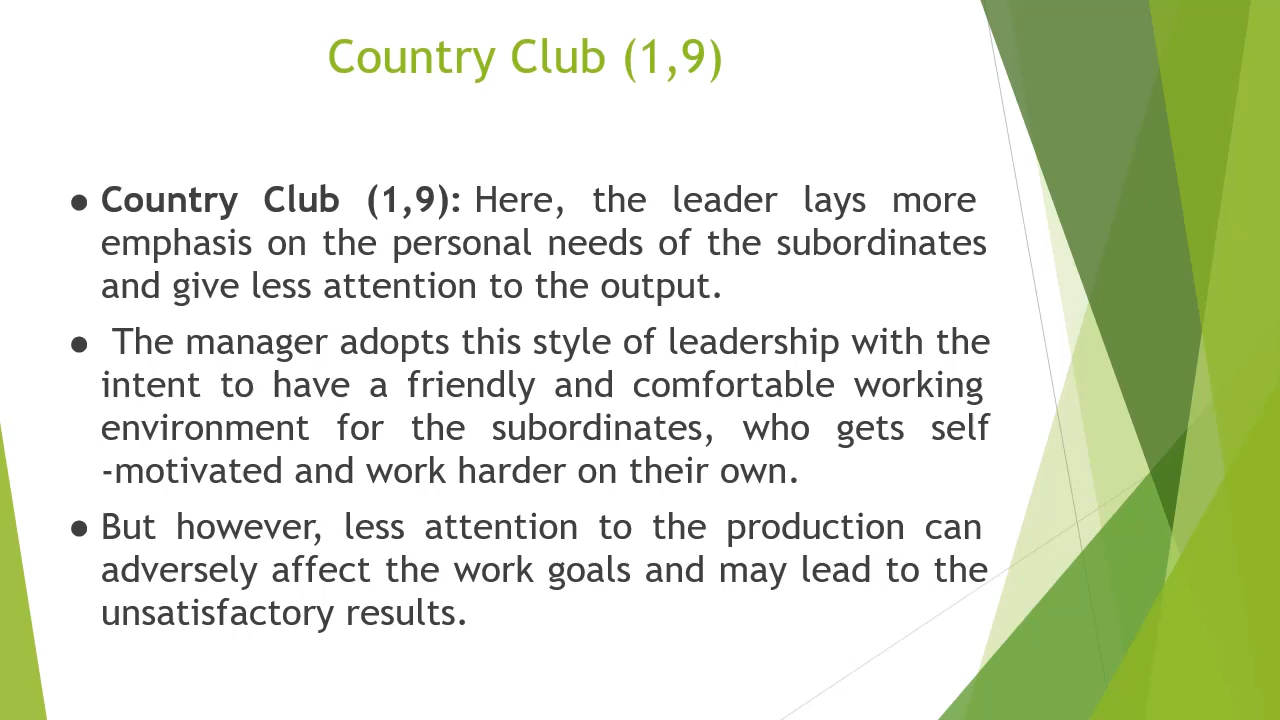 Country Club (1,9)
● Country Club (1,9): Here, the leader lays more
emphasis on the personal needs of the subordinates
and give less attention to the output.
● The manager adopts this style of leadership with the
intent to have a friendly and comfortable working
environment for the subordinates, who gets self
-motivated and work harder on their own.
● But however, less attention to the production can
adversely affect the work goals and may lead to the
unsatisfactory results.